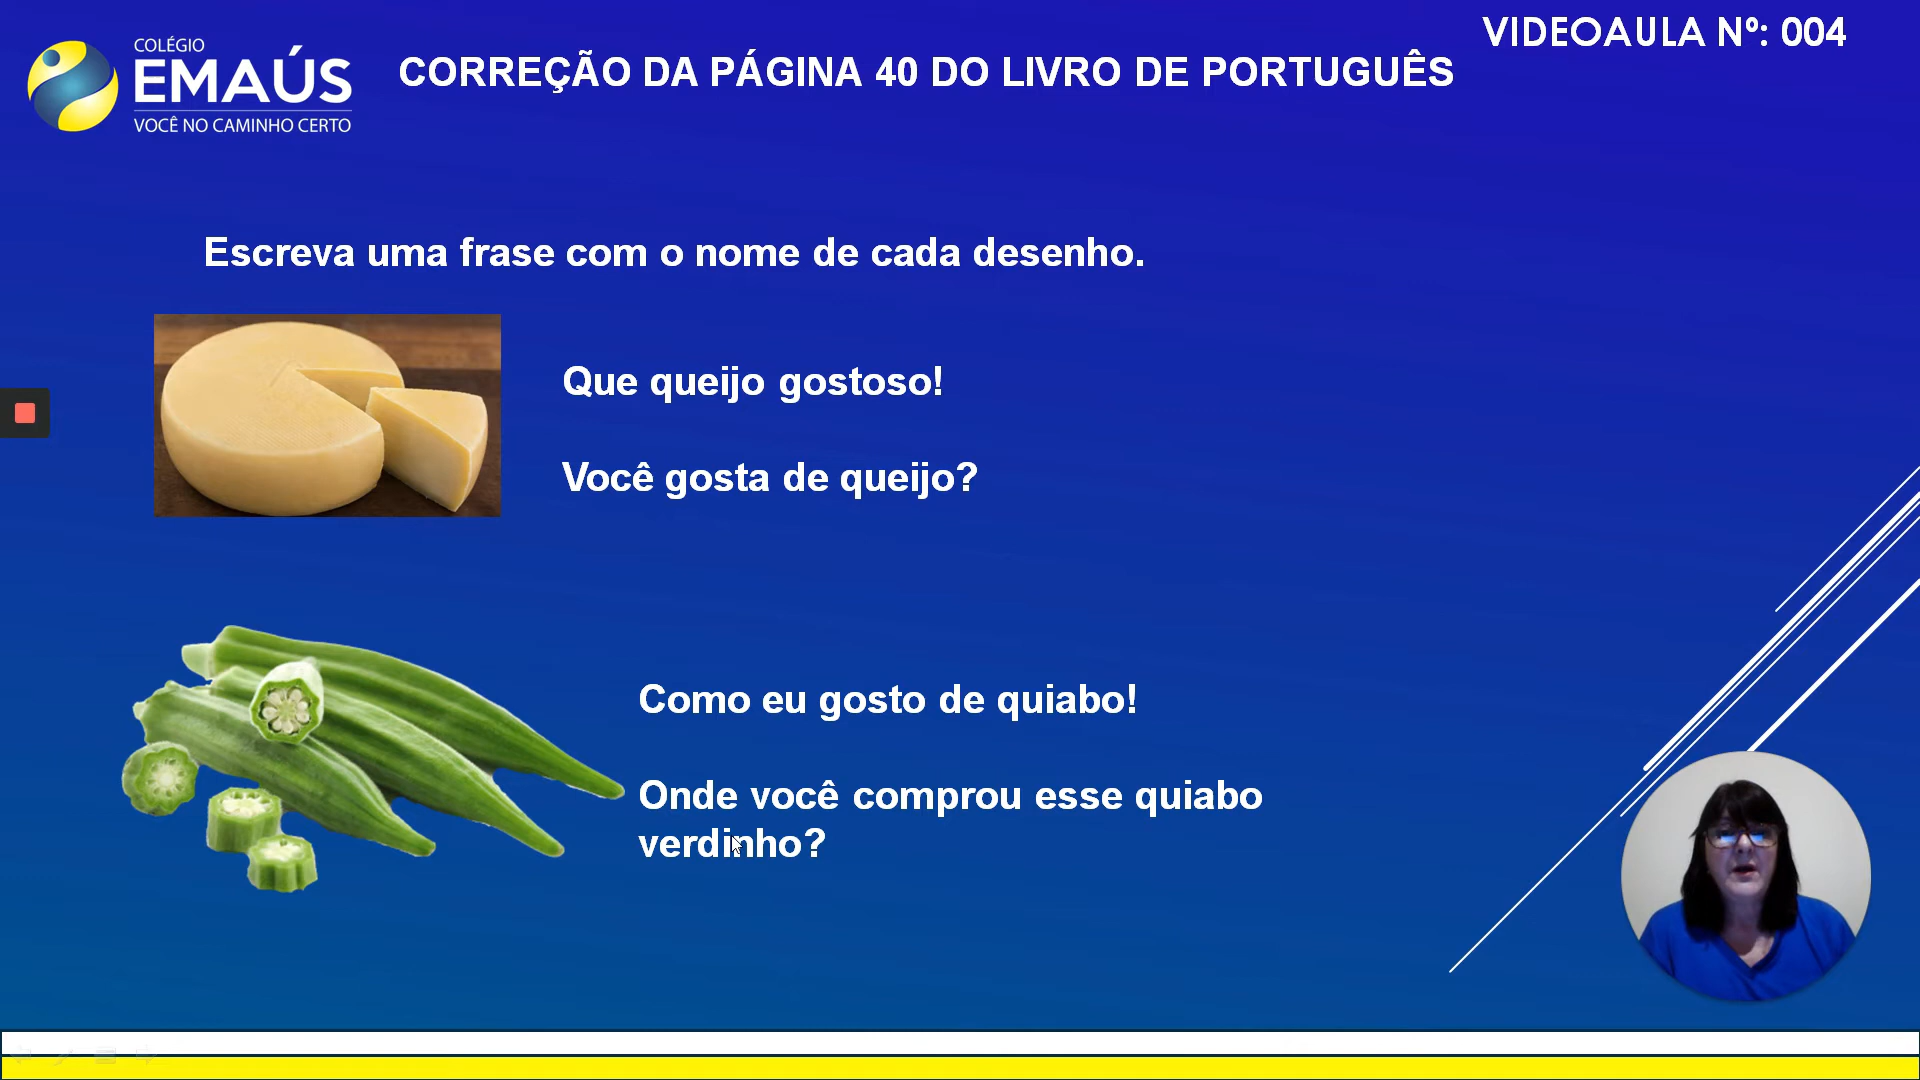 VIDEOAULA Nº: 004
COLÉGIO
EMAÚS
VOCÊ NO CAMINHO CERTO
CORREÇÃO DA PÁGINA 40 DO LIVRO DE PORTUGUÊS
Escreva uma frase com o nome de cada desenho.
Que queijo gostoso!
Você gosta de queijo?
Como eu gosto de quiabo!
Onde você comprou esse quiabo
verdinho?